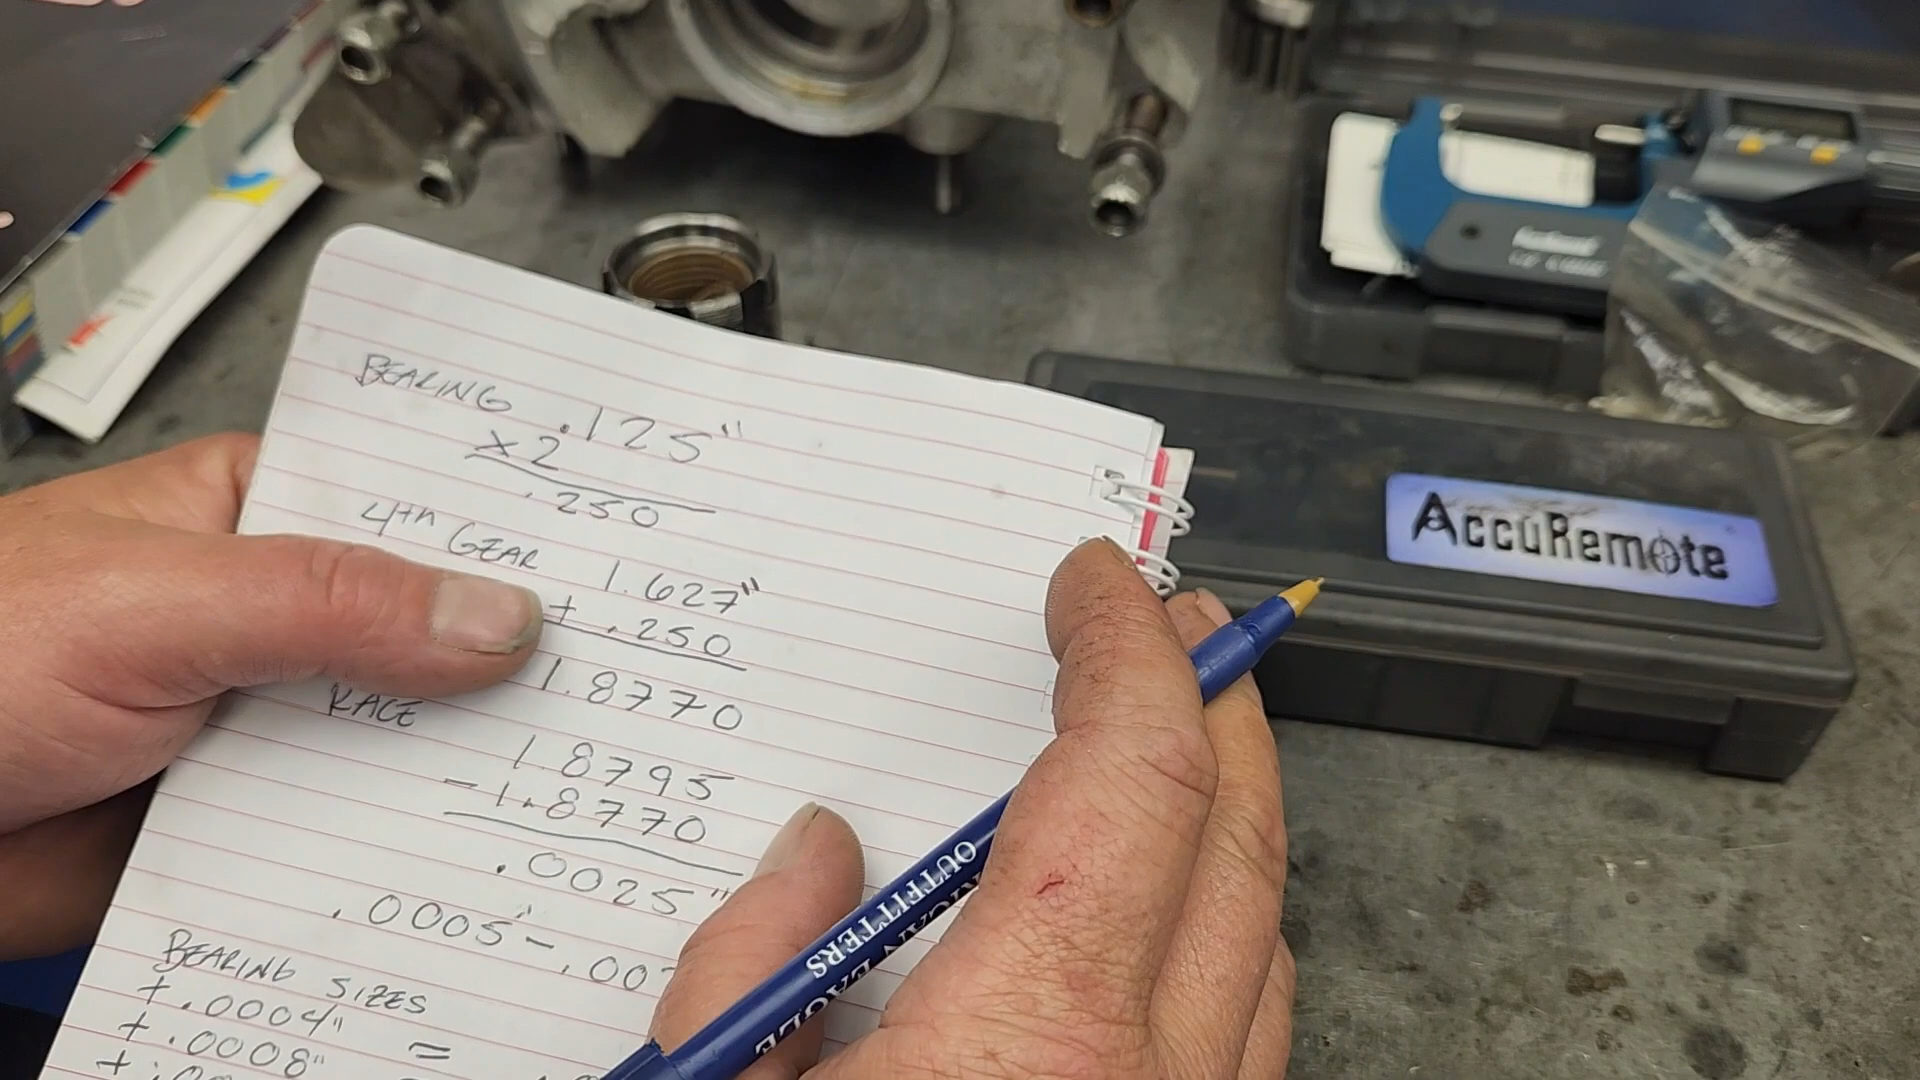 BEARING .125"
x2
.250
4TH GEAR 1.627"
+ .250
1.8770
RACE
1.8795
-1.8770
.0025"
.0005" - .00
BEARING SIZES
+.0004" =
+.0008"
AccuRemote
OUTFITTERS